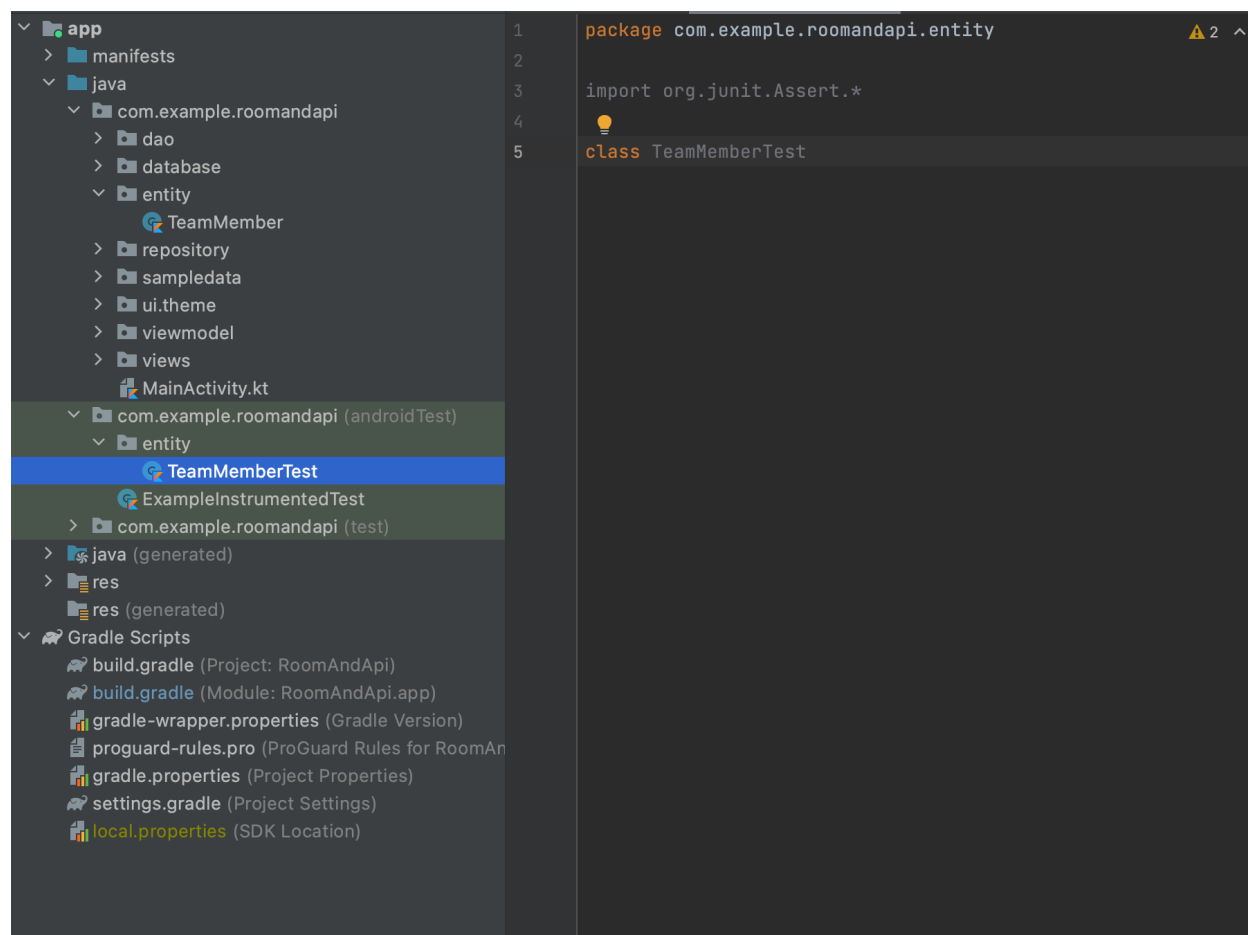 app
manifests
java
com.example.roomandapi
dao
database
entity
TeamMember
repository
sampledata
ui.theme
viewmodel
views
MainActivity.kt
com.example.roomandapi (androidTest)
entity
TeamMemberTest
ExampleInstrumentedTest
com.example.roomandapi (test)
java (generated)
res
res (generated)
Gradle Scripts
build.gradle (Project: RoomAndApi)
build.gradle (Module: RoomAndApi.app)
gradle-wrapper.properties (Gradle Version)
proguard-rules.pro (ProGuard Rules for RoomAn
gradle.properties (Project Properties)
settings.gradle (Project Settings)
local.properties (SDK Location)
1 package com.example.roomandapi.entity
2
3 import org.junit.Assert.*
4
5 class TeamMemberTest
2